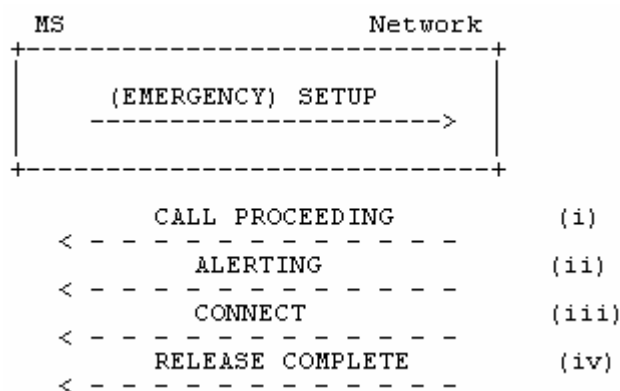 MS Network
(EMERGENCY) SETUP
CALL PROCEEDING (i)
ALERTING (ii)
CONNECT (iii)
RELEASE COMPLETE (iv)